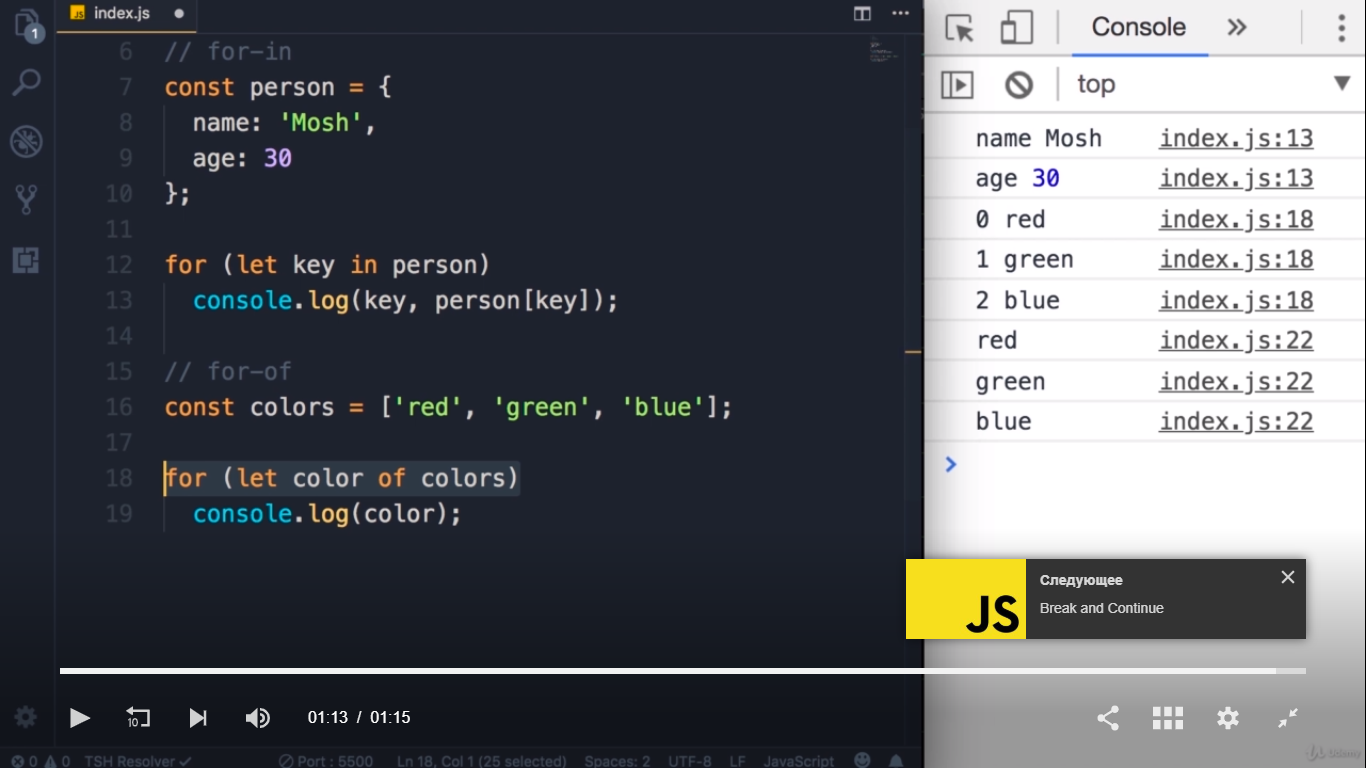 1
JS index.js
6 // for-in
7 const person = {
8 name: 'Mosh',
9 age: 30
10 };
11
12 for (let key in person)
13 console.log(key, person[key]);
14
15 // for-of
16 const colors = ['red', 'green', 'blue'];
17
18 for (let color of colors)
19 console.log(color);
Console
top
name Mosh index.js:13
age 30 index.js:13
0 red index.js:18
1 green index.js:18
2 blue index.js:18
red index.js:22
green index.js:22
blue index.js:22
JS
Следующее
Break and Continue
10
01:13 / 01:15
0 0 TSH Resolver Port : 5500 Ln 18, Col 1 (25 selected) Spaces: 2 UTF-8 LF JavaScript
Udemy